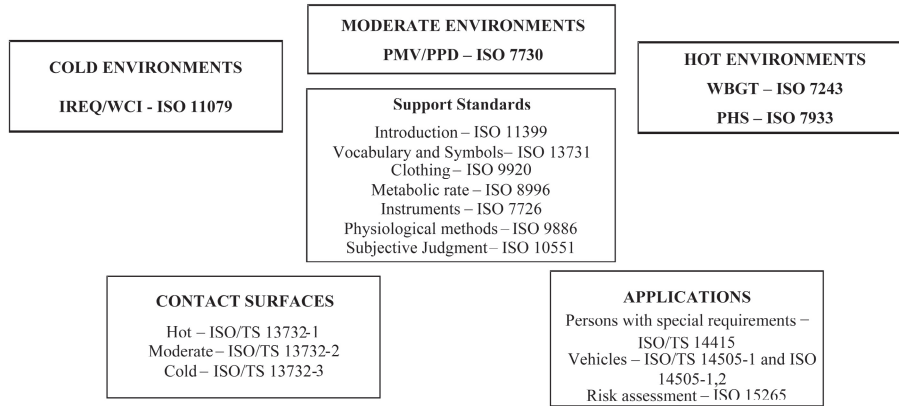 MODERATE ENVIRONMENTS
PMV/PPD – ISO 7730
COLD ENVIRONMENTS
IREQ/WCI - ISO 11079
HOT ENVIRONMENTS
WBGT – ISO 7243
PHS – ISO 7933
Support Standards
Introduction – ISO 11399
Vocabulary and Symbols– ISO 13731
Clothing – ISO 9920
Metabolic rate – ISO 8996
Instruments – ISO 7726
Physiological methods – ISO 9886
Subjective Judgment – ISO 10551
CONTACT SURFACES
Hot – ISO/TS 13732-1
Moderate – ISO/TS 13732-2
Cold – ISO/TS 13732-3
APPLICATIONS
Persons with special requirements –
ISO/TS 14415
Vehicles – ISO/TS 14505-1 and ISO
14505-1,2
Risk assessment – ISO 15265